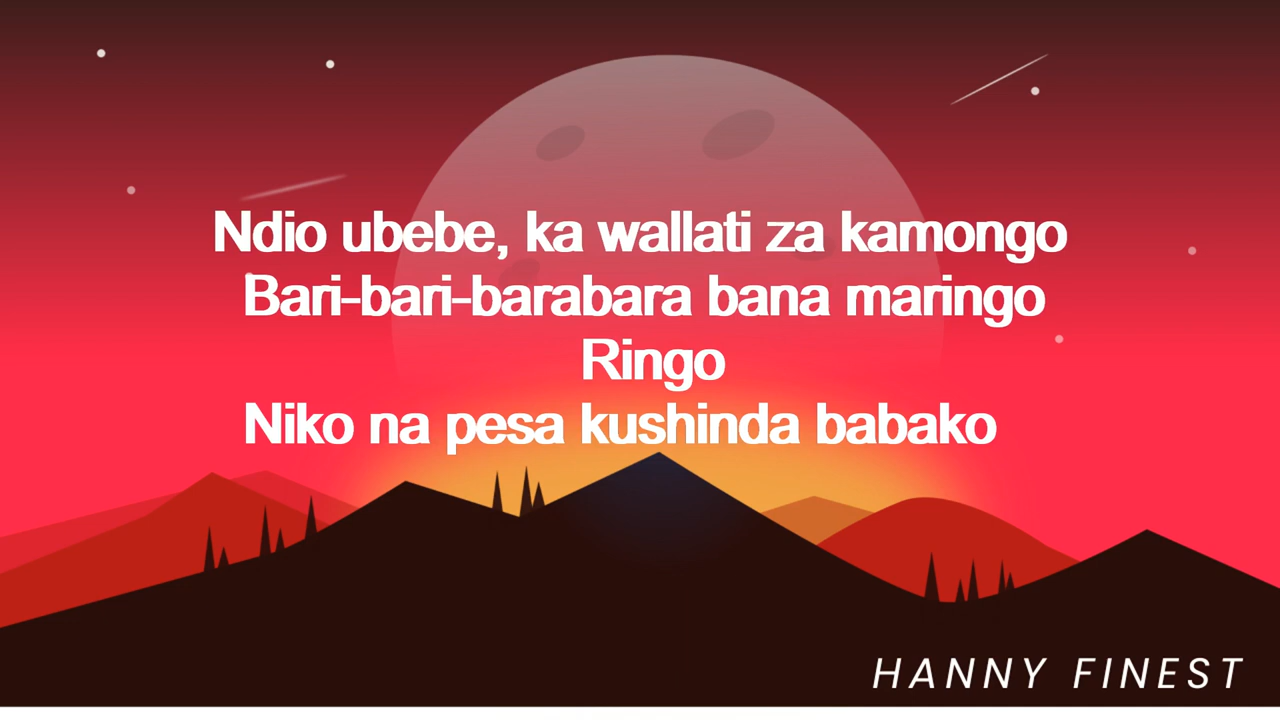 Ndio ubebe, ka wallati za kamongo
Bari-bari-barabara bana maringo
Ringo
Niko na pesa kushinda babako
HANNY FINEST